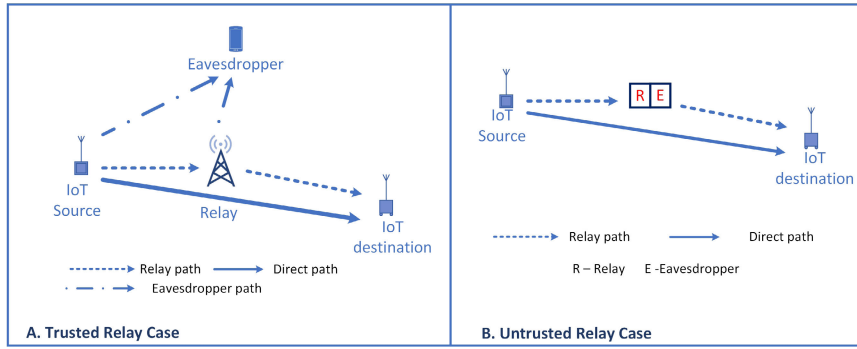 Eavesdropper
IoT
Source
Relay
IoT
destination
Relay path
Direct path
Eavesdropper path
A. Trusted Relay Case
R E
IoT
Source
IoT
destination
Relay path
Direct path
R – Relay
E -Eavesdropper
B. Untrusted Relay Case